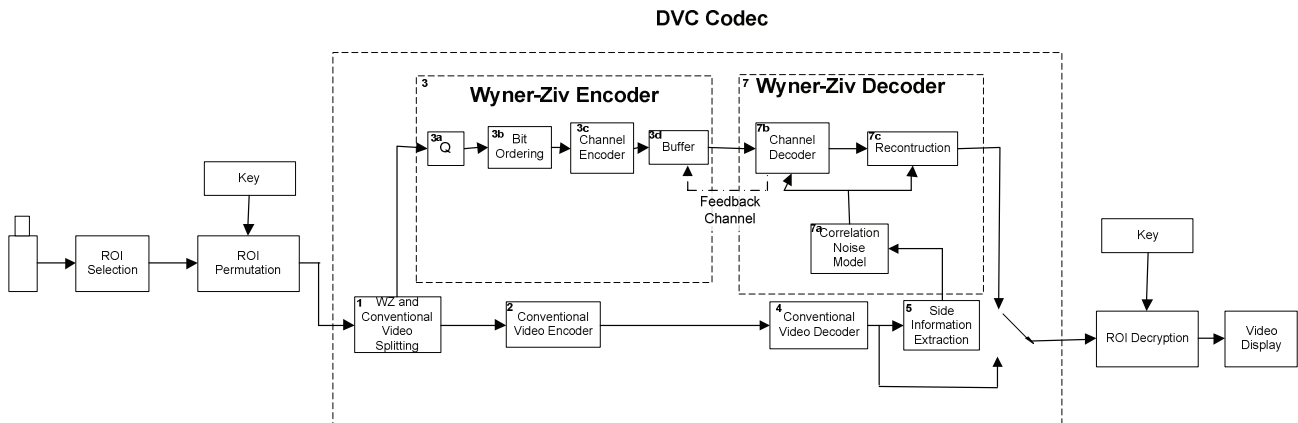 DVC Codec
3
Wyner-Ziv Encoder
7
Wyner-Ziv Decoder
3a
Q
3b
Bit
Ordering
3c
Channel
Encoder
3d
Buffer
7b
Channel
Decoder
7c
Recontruction
Feedback
Channel
7a
Correlation
Noise
Model
Key
ROI
Selection
ROI
Permutation
1
WZ and
Conventional
Video
Splitting
2
Conventional
Video Encoder
4
Conventional
Video Decoder
5
Side
Information
Extraction
Key
ROI Decryption
Video
Display